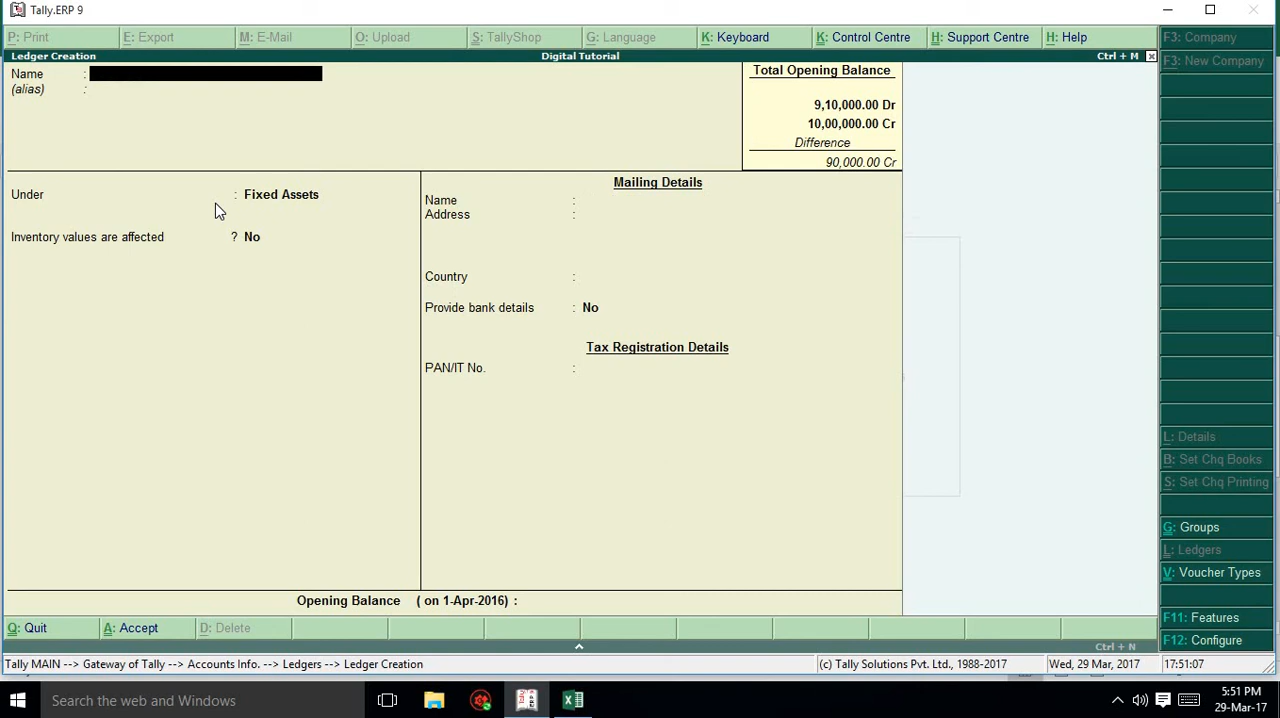 Tally.ERP 9
P: Print
E: Export
M: E-Mail
O: Upload
S: TallyShop
G: Language
K: Keyboard
K: Control Centre
H: Support Centre
H: Help
F3: Company
F3: New Company
Ledger Creation
Digital Tutorial
Ctrl + M
Name :
(alias) :
Total Opening Balance
9,10,000.00 Dr
10,00,000.00 Cr
Difference
90,000.00 Cr
Under : Fixed Assets
Inventory values are affected ? No
Mailing Details
Name :
Address :
Country :
Provide bank details : No
Tax Registration Details
PAN/IT No. :
L: Details
B: Set Chq Books
S: Set Chq Printing
G: Groups
L: Ledgers
V: Voucher Types
F11: Features
F12: Configure
Opening Balance ( on 1-Apr-2016) :
Q: Quit
A: Accept
D: Delete
Ctrl + N
Tally MAIN --> Gateway of Tally --> Accounts Info. --> Ledgers --> Ledger Creation
(c) Tally Solutions Pvt. Ltd., 1988-2017
Wed, 29 Mar, 2017
17:51:07
Search the web and Windows
5:51 PM
29-Mar-17